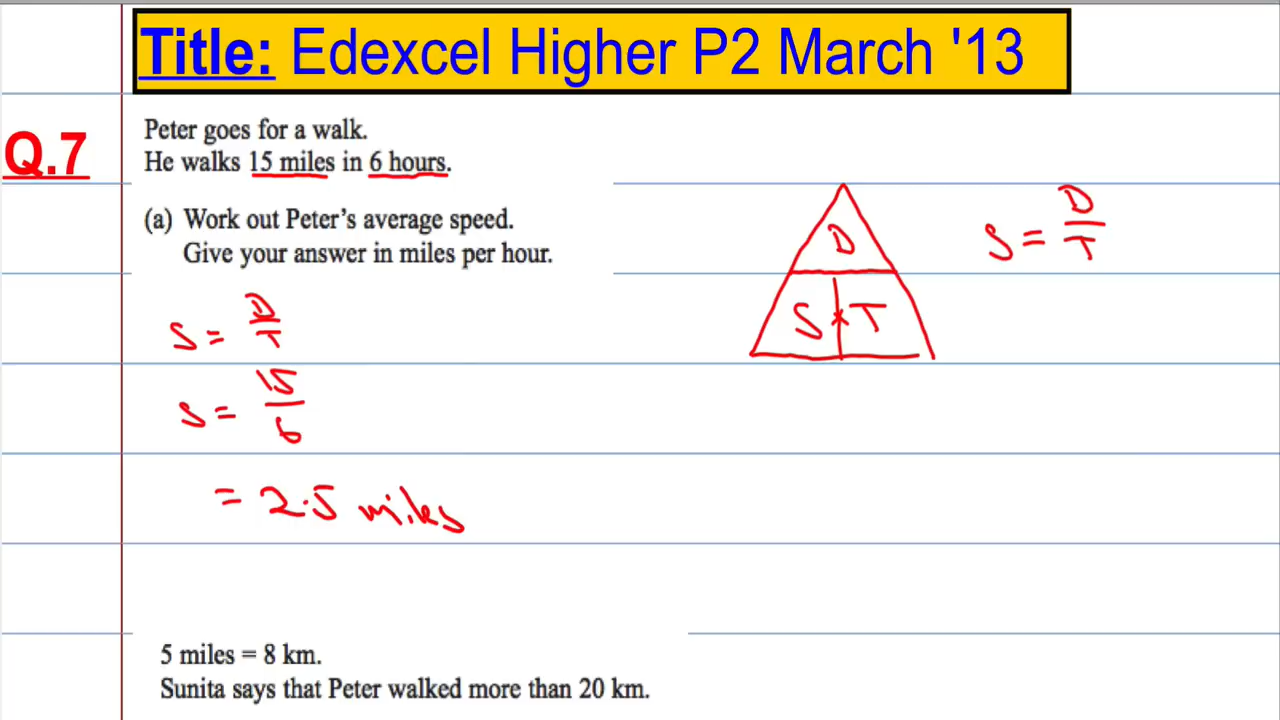 Title: Edexcel Higher P2 March '13
Q.7
Peter goes for a walk.
He walks 15 miles in 6 hours.
(a) Work out Peter's average speed.
Give your answer in miles per hour.
D
S × T
S = D/T
S = D/T
S = 15/6
= 2.5 miles
5 miles = 8 km.
Sunita says that Peter walked more than 20 km.